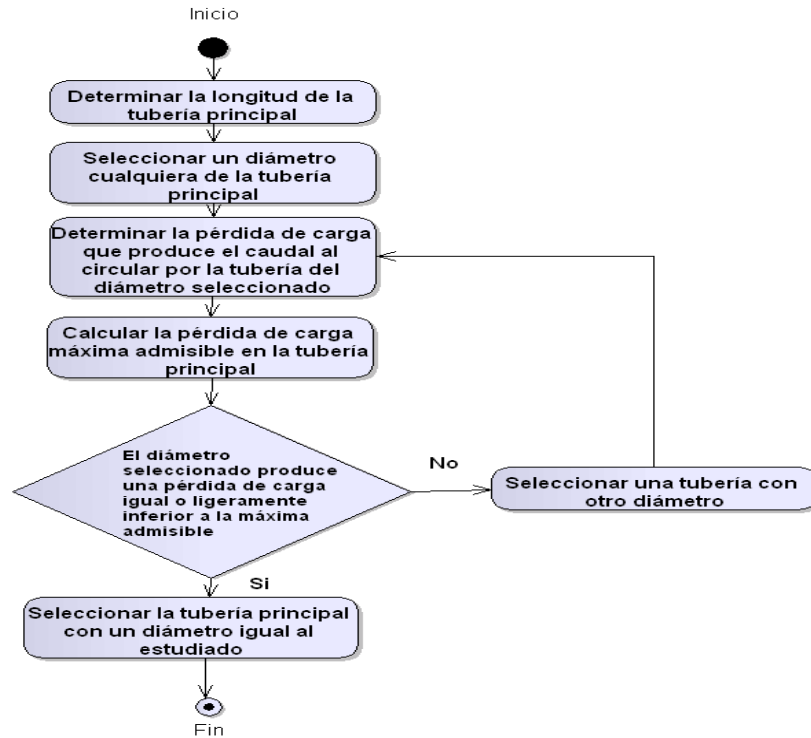 Inicio
Determinar la longitud de la
tubería principal
Seleccionar un diámetro
cualquiera de la tubería
principal
Determinar la pérdida de carga
que produce el caudal al
circular por la tubería del
diámetro seleccionado
Calcular la pérdida de carga
máxima admisible en la tubería
principal
El diámetro
seleccionado produce
una pérdida de carga
igual o ligeramente
inferior a la máxima
admisible
No
Seleccionar una tubería con
otro diámetro
Si
Seleccionar la tubería principal
con un diámetro igual al
estudiado
Fin